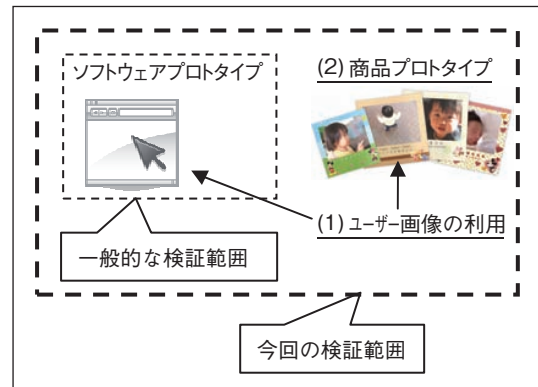 ソフトウェアプロトタイプ
(2) 商品プロトタイプ
(1) ユーザー画像の利用
一般的な検証範囲
今回の検証範囲